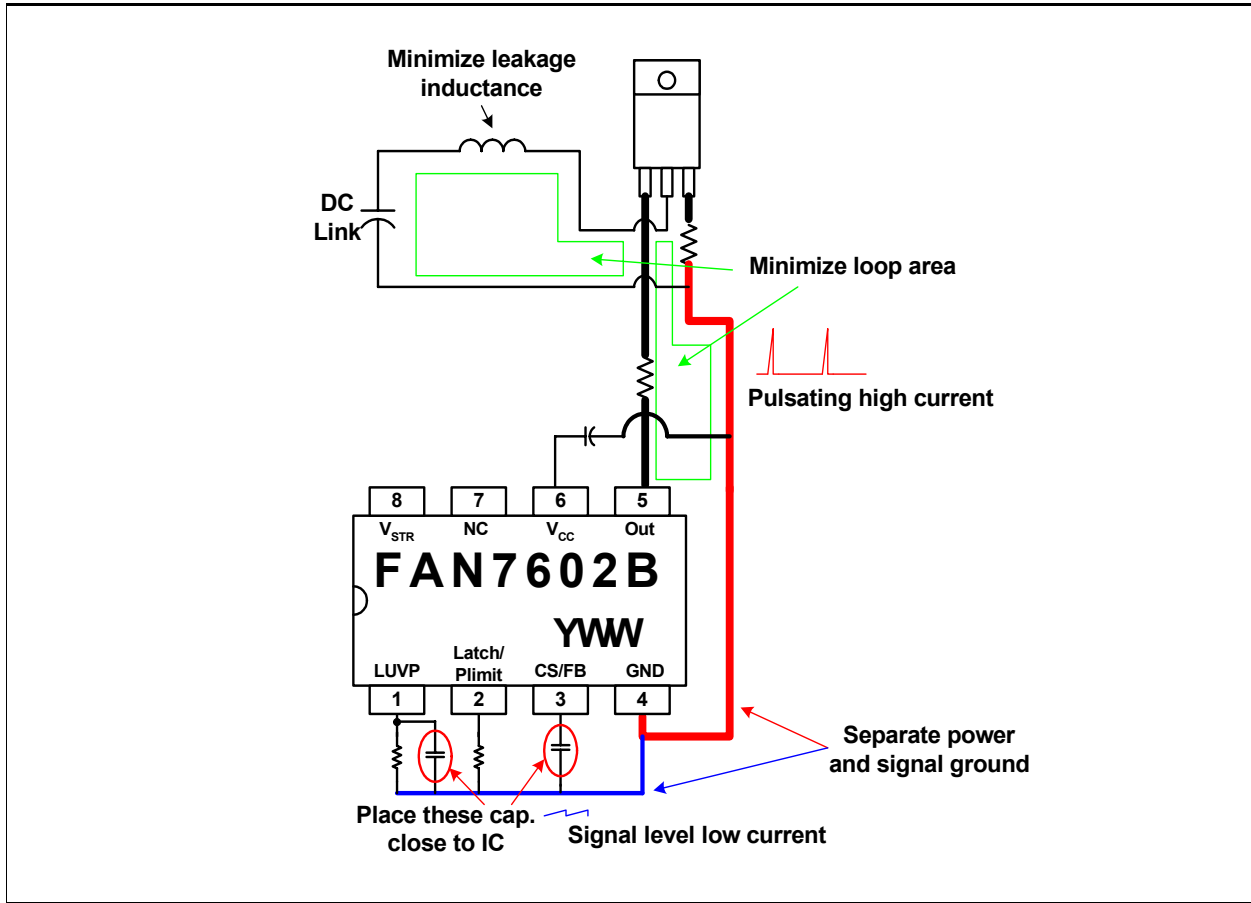 Minimize leakage
inductance
DC
Link
Minimize loop area
Pulsating high current
8
7
6
5
VSTR
NC
VCC
Out
FAN7602B
YWW
LUVP
Latch/
Plimit
CS/FB
GND
1
2
3
4
Separate power
and signal ground
Place these cap.
close to IC
Signal level low current